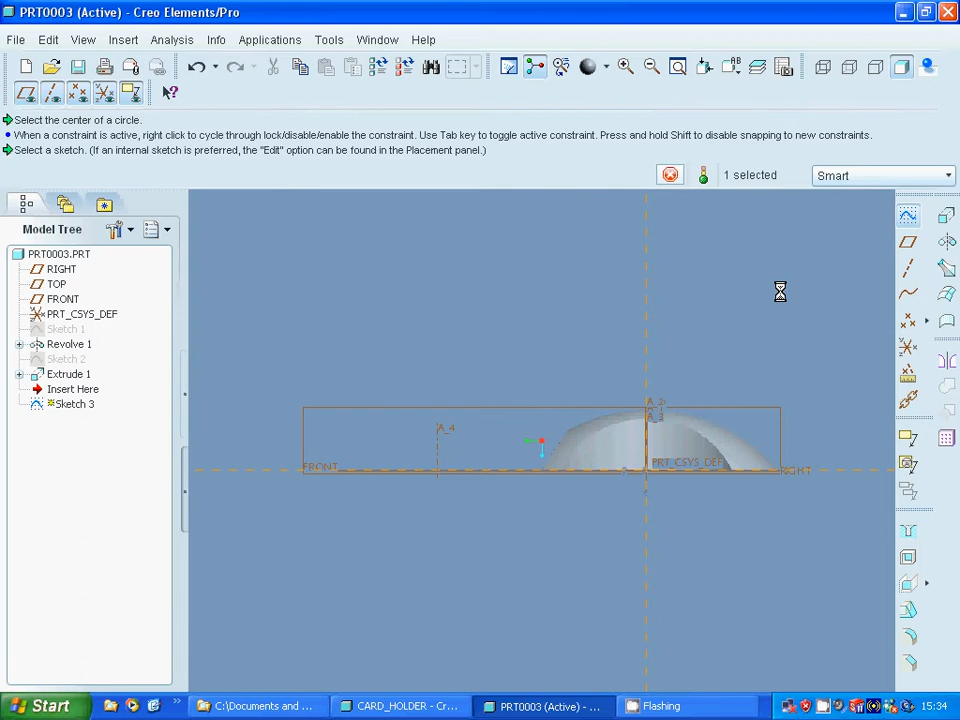 PRT0003 (Active) - Creo Elements/Pro
File Edit View Insert Analysis Info Applications Tools Window Help
Select the center of a circle.
When a constraint is active, right click to cycle through lock/disable/enable the constraint. Use Tab key to toggle active constraint. Press and hold Shift to disable snapping to new constraints.
Select a sketch. (If an internal sketch is preferred, the "Edit" option can be found in the Placement panel.)
1 selected
Smart
Model Tree
PRT0003.PRT
RIGHT
TOP
FRONT
PRT_CSYS_DEF
Sketch 1
Revolve 1
Sketch 2
Extrude 1
Insert Here
Sketch 3
A_4
FRONT
PRT_CSYS_DEF
Start
C:\Documents and ...
CARD_HOLDER - Cr...
PRT0003 (Active) - ...
Flashing
15:34